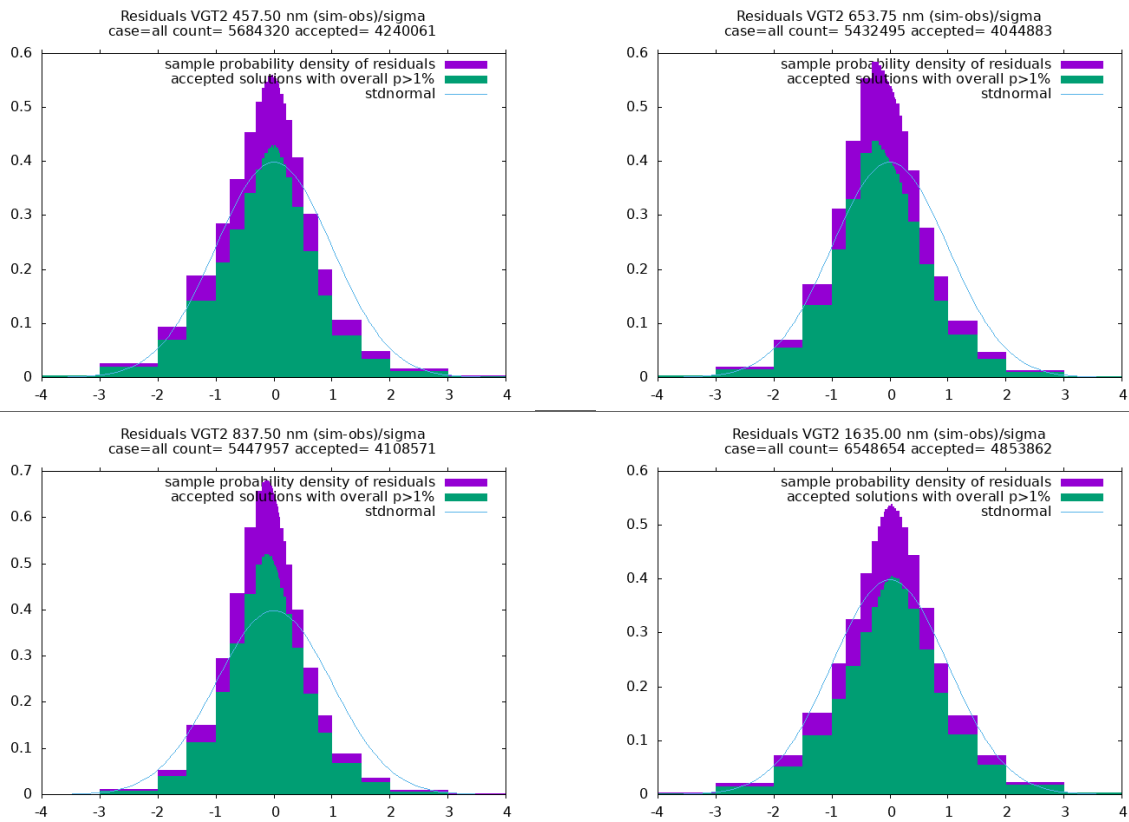 Residuals VGT2 457.50 nm (sim-obs)/sigma
case=all count= 5684320 accepted= 4240061
0.6
0.5
0.4
0.3
0.2
0.1
0
sample probability density of residuals
accepted solutions with overall p>1%
stdnormal
-4 -3 -2 -1 0 1 2 3 4
Residuals VGT2 653.75 nm (sim-obs)/sigma
case=all count= 5432495 accepted= 4044883
0.6
0.5
0.4
0.3
0.2
0.1
0
sample probability density of residuals
accepted solutions with overall p>1%
stdnormal
-4 -3 -2 -1 0 1 2 3 4
Residuals VGT2 837.50 nm (sim-obs)/sigma
case=all count= 5447957 accepted= 4108571
0.7
0.6
0.5
0.4
0.3
0.2
0.1
0
sample probability density of residuals
accepted solutions with overall p>1%
stdnormal
-4 -3 -2 -1 0 1 2 3 4
Residuals VGT2 1635.00 nm (sim-obs)/sigma
case=all count= 6548654 accepted= 4853862
0.6
0.5
0.4
0.3
0.2
0.1
0
sample probability density of residuals
accepted solutions with overall p>1%
stdnormal
-4 -3 -2 -1 0 1 2 3 4